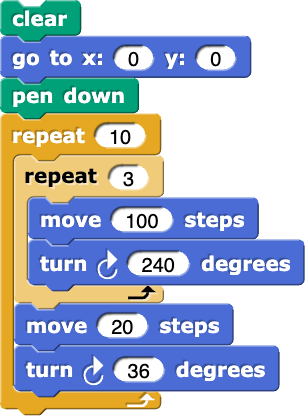 clear
go to x: 0 y: 0
pen down
repeat 10
repeat 3
move 100 steps
turn 240 degrees
move 20 steps
turn 36 degrees